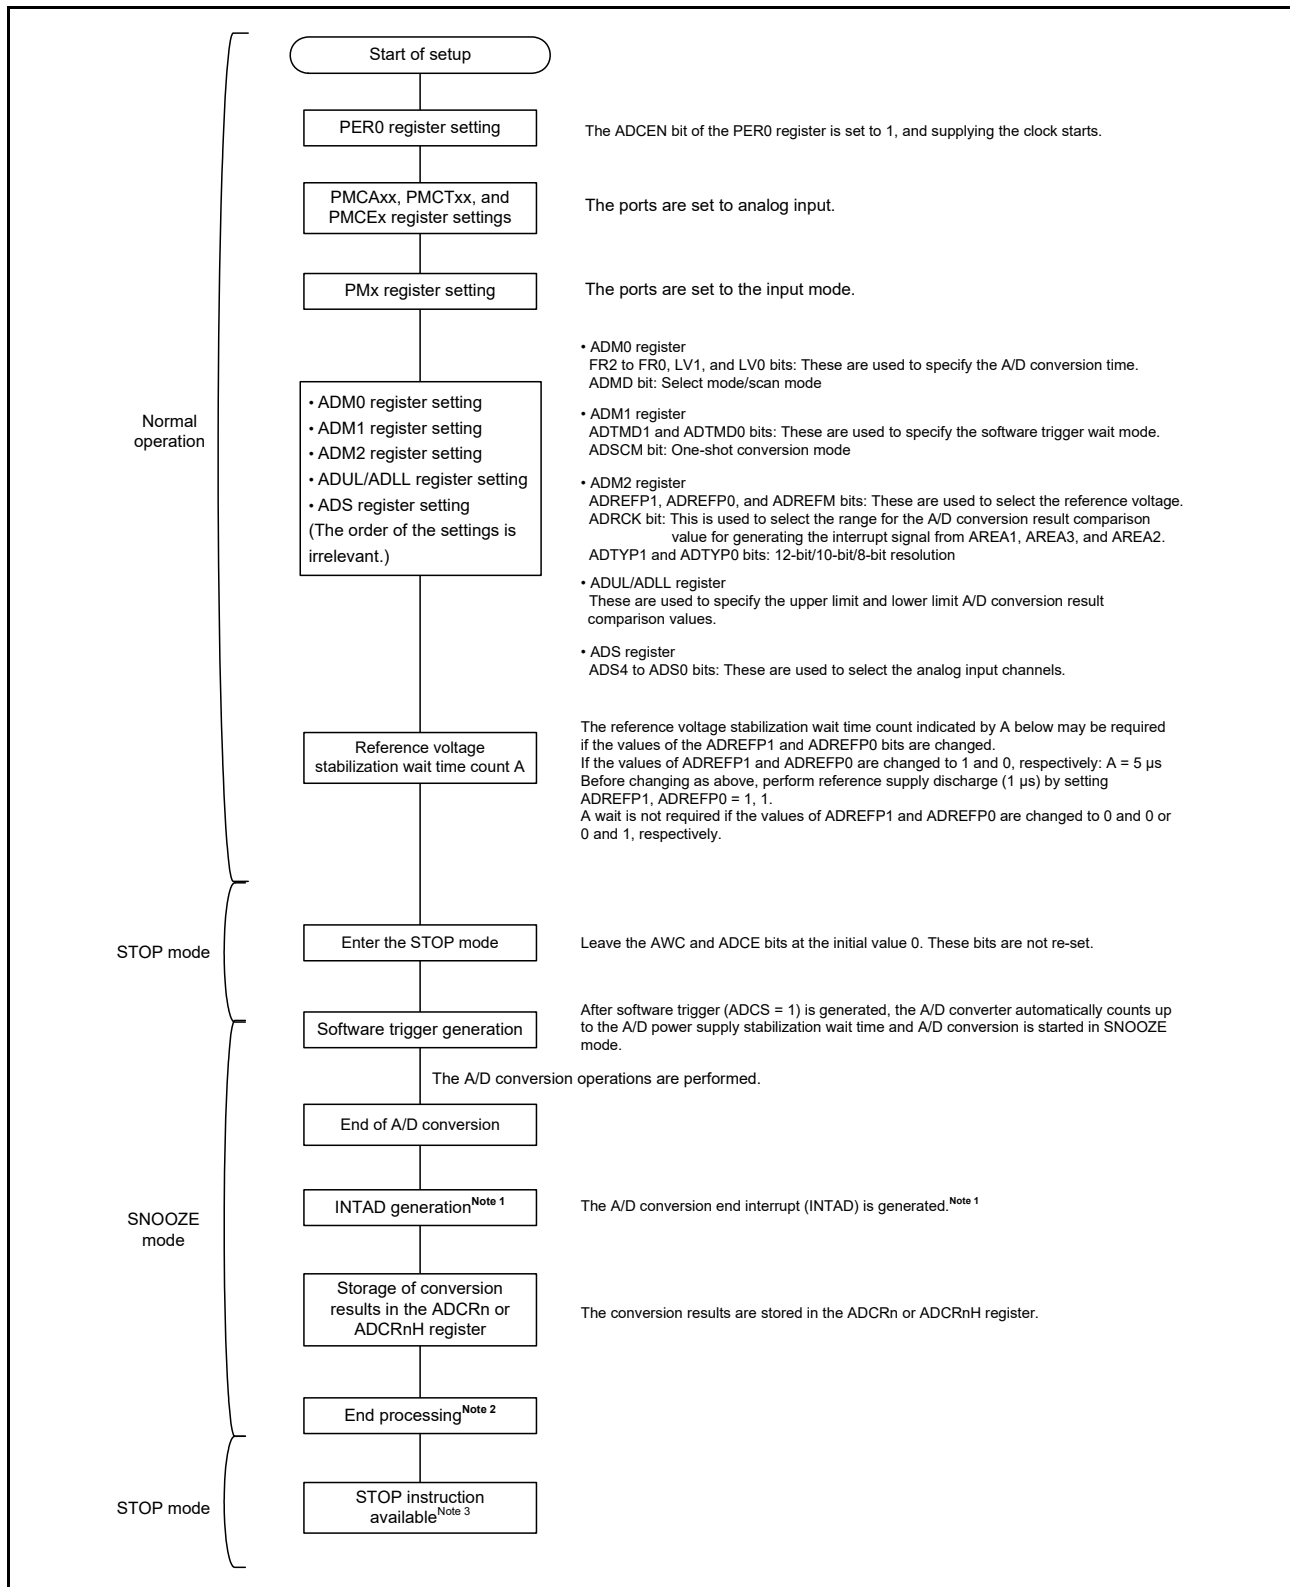 Start of setup
PER0 register setting
The ADCEN bit of the PER0 register is set to 1, and supplying the clock starts.
PMCAxx, PMCTxx, and
PMCEx register settings
The ports are set to analog input.
PMx register setting
The ports are set to the input mode.
Normal
operation
• ADM0 register setting
• ADM1 register setting
• ADM2 register setting
• ADUL/ADLL register setting
• ADS register setting
(The order of the settings is
irrelevant.)
• ADM0 register
FR2 to FR0, LV1, and LV0 bits: These are used to specify the A/D conversion time.
ADMD bit: Select mode/scan mode
• ADM1 register
ADTMD1 and ADTMD0 bits: These are used to specify the software trigger wait mode.
ADSCM bit: One-shot conversion mode
• ADM2 register
ADREFP1, ADREFP0, and ADREFM bits: These are used to select the reference voltage.
ADRCK bit: This is used to select the range for the A/D conversion result comparison
value for generating the interrupt signal from AREA1, AREA3, and AREA2.
ADTYP1 and ADTYP0 bits: 12-bit/10-bit/8-bit resolution
• ADUL/ADLL register
These are used to specify the upper limit and lower limit A/D conversion result
comparison values.
• ADS register
ADS4 to ADS0 bits: These are used to select the analog input channels.
Reference voltage
stabilization wait time count A
The reference voltage stabilization wait time count indicated by A below may be required
if the values of the ADREFP1 and ADREFP0 bits are changed.
If the values of ADREFP1 and ADREFP0 are changed to 1 and 0, respectively: A = 5 µs
Before changing as above, perform reference supply discharge (1 µs) by setting
ADREFP1, ADREFP0 = 1, 1.
A wait is not required if the values of ADREFP1 and ADREFP0 are changed to 0 and 0 or
0 and 1, respectively.
STOP mode
Enter the STOP mode
Leave the AWC and ADCE bits at the initial value 0. These bits are not re-set.
Software trigger generation
After software trigger (ADCS = 1) is generated, the A/D converter automatically counts up
to the A/D power supply stabilization wait time and A/D conversion is started in SNOOZE
mode.
The A/D conversion operations are performed.
End of A/D conversion
SNOOZE
mode
INTAD generation Note 1
The A/D conversion end interrupt (INTAD) is generated. Note 1
Storage of conversion
results in the ADCRn or
ADCRnH register
The conversion results are stored in the ADCRn or ADCRnH register.
End processing Note 2
STOP mode
STOP instruction
available Note 3